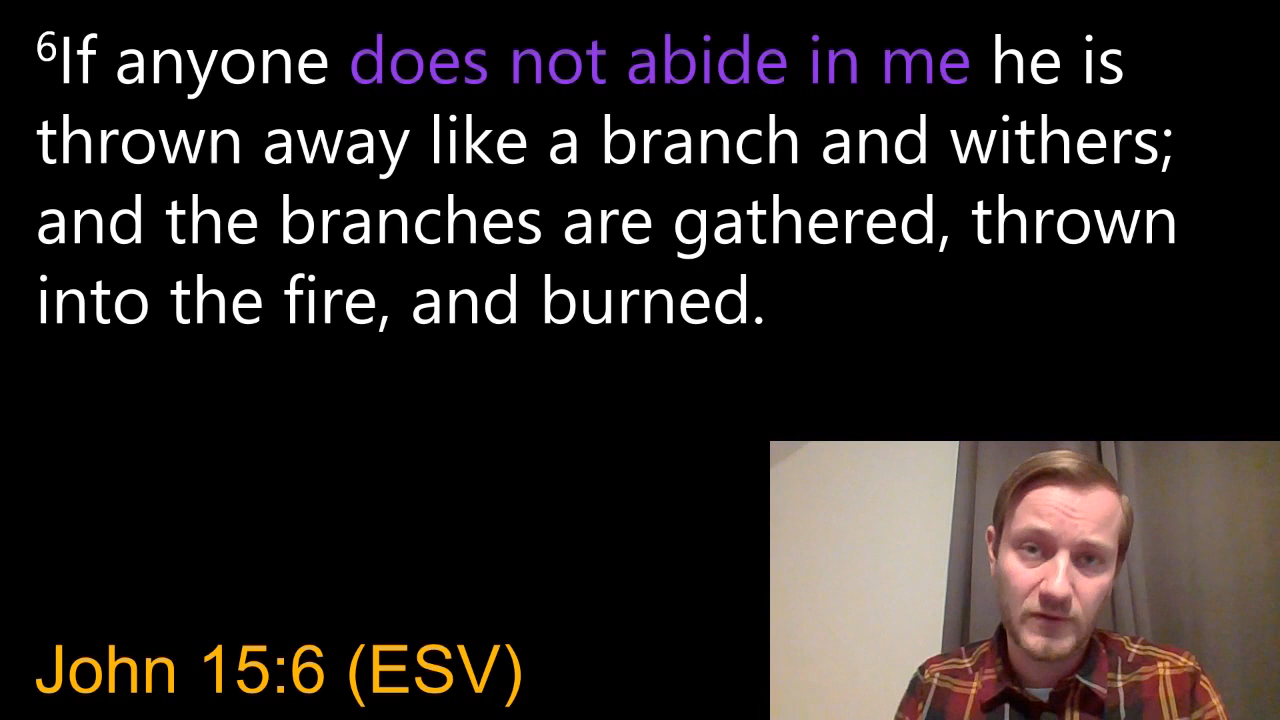 6If anyone does not abide in me he is
thrown away like a branch and withers;
and the branches are gathered, thrown
into the fire, and burned.
John 15:6 (ESV)